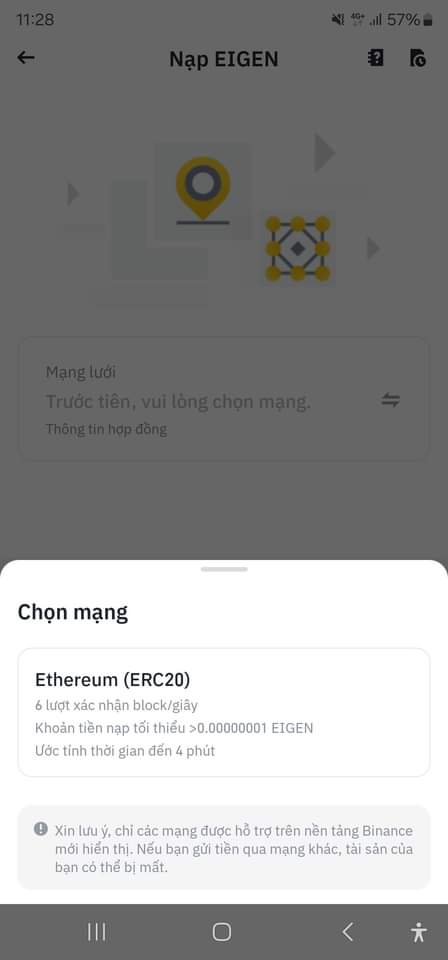 11:28
4G+
57%
Nạp EIGEN
Mạng lưới
Trước tiên, vui lòng chọn mạng.
Thông tin hợp đồng
Chọn mạng
Ethereum (ERC20)
6 lượt xác nhận block/giây
Khoản tiền nạp tối thiểu >0.00000001 EIGEN
Ước tính thời gian đến 4 phút
Xin lưu ý, chỉ các mạng được hỗ trợ trên nền tảng Binance
mới hiển thị. Nếu bạn gửi tiền qua mạng khác, tài sản của
bạn có thể bị mất.